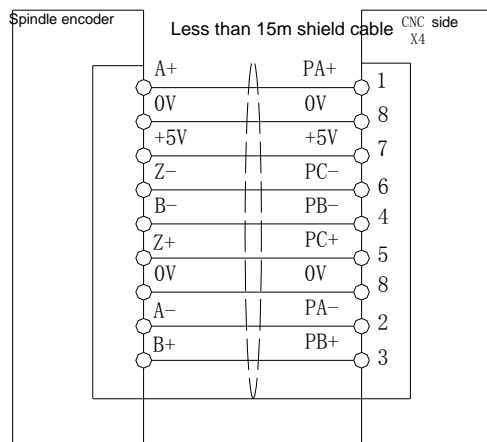 Spindle encoder
Less than 15m shield cable
CNC side
X4
A+ PA+ 1
0V 0V 8
+5V +5V 7
Z- PC- 6
B- PB- 4
Z+ PC+ 5
0V 0V 8
A- PA- 2
B+ PB+ 3